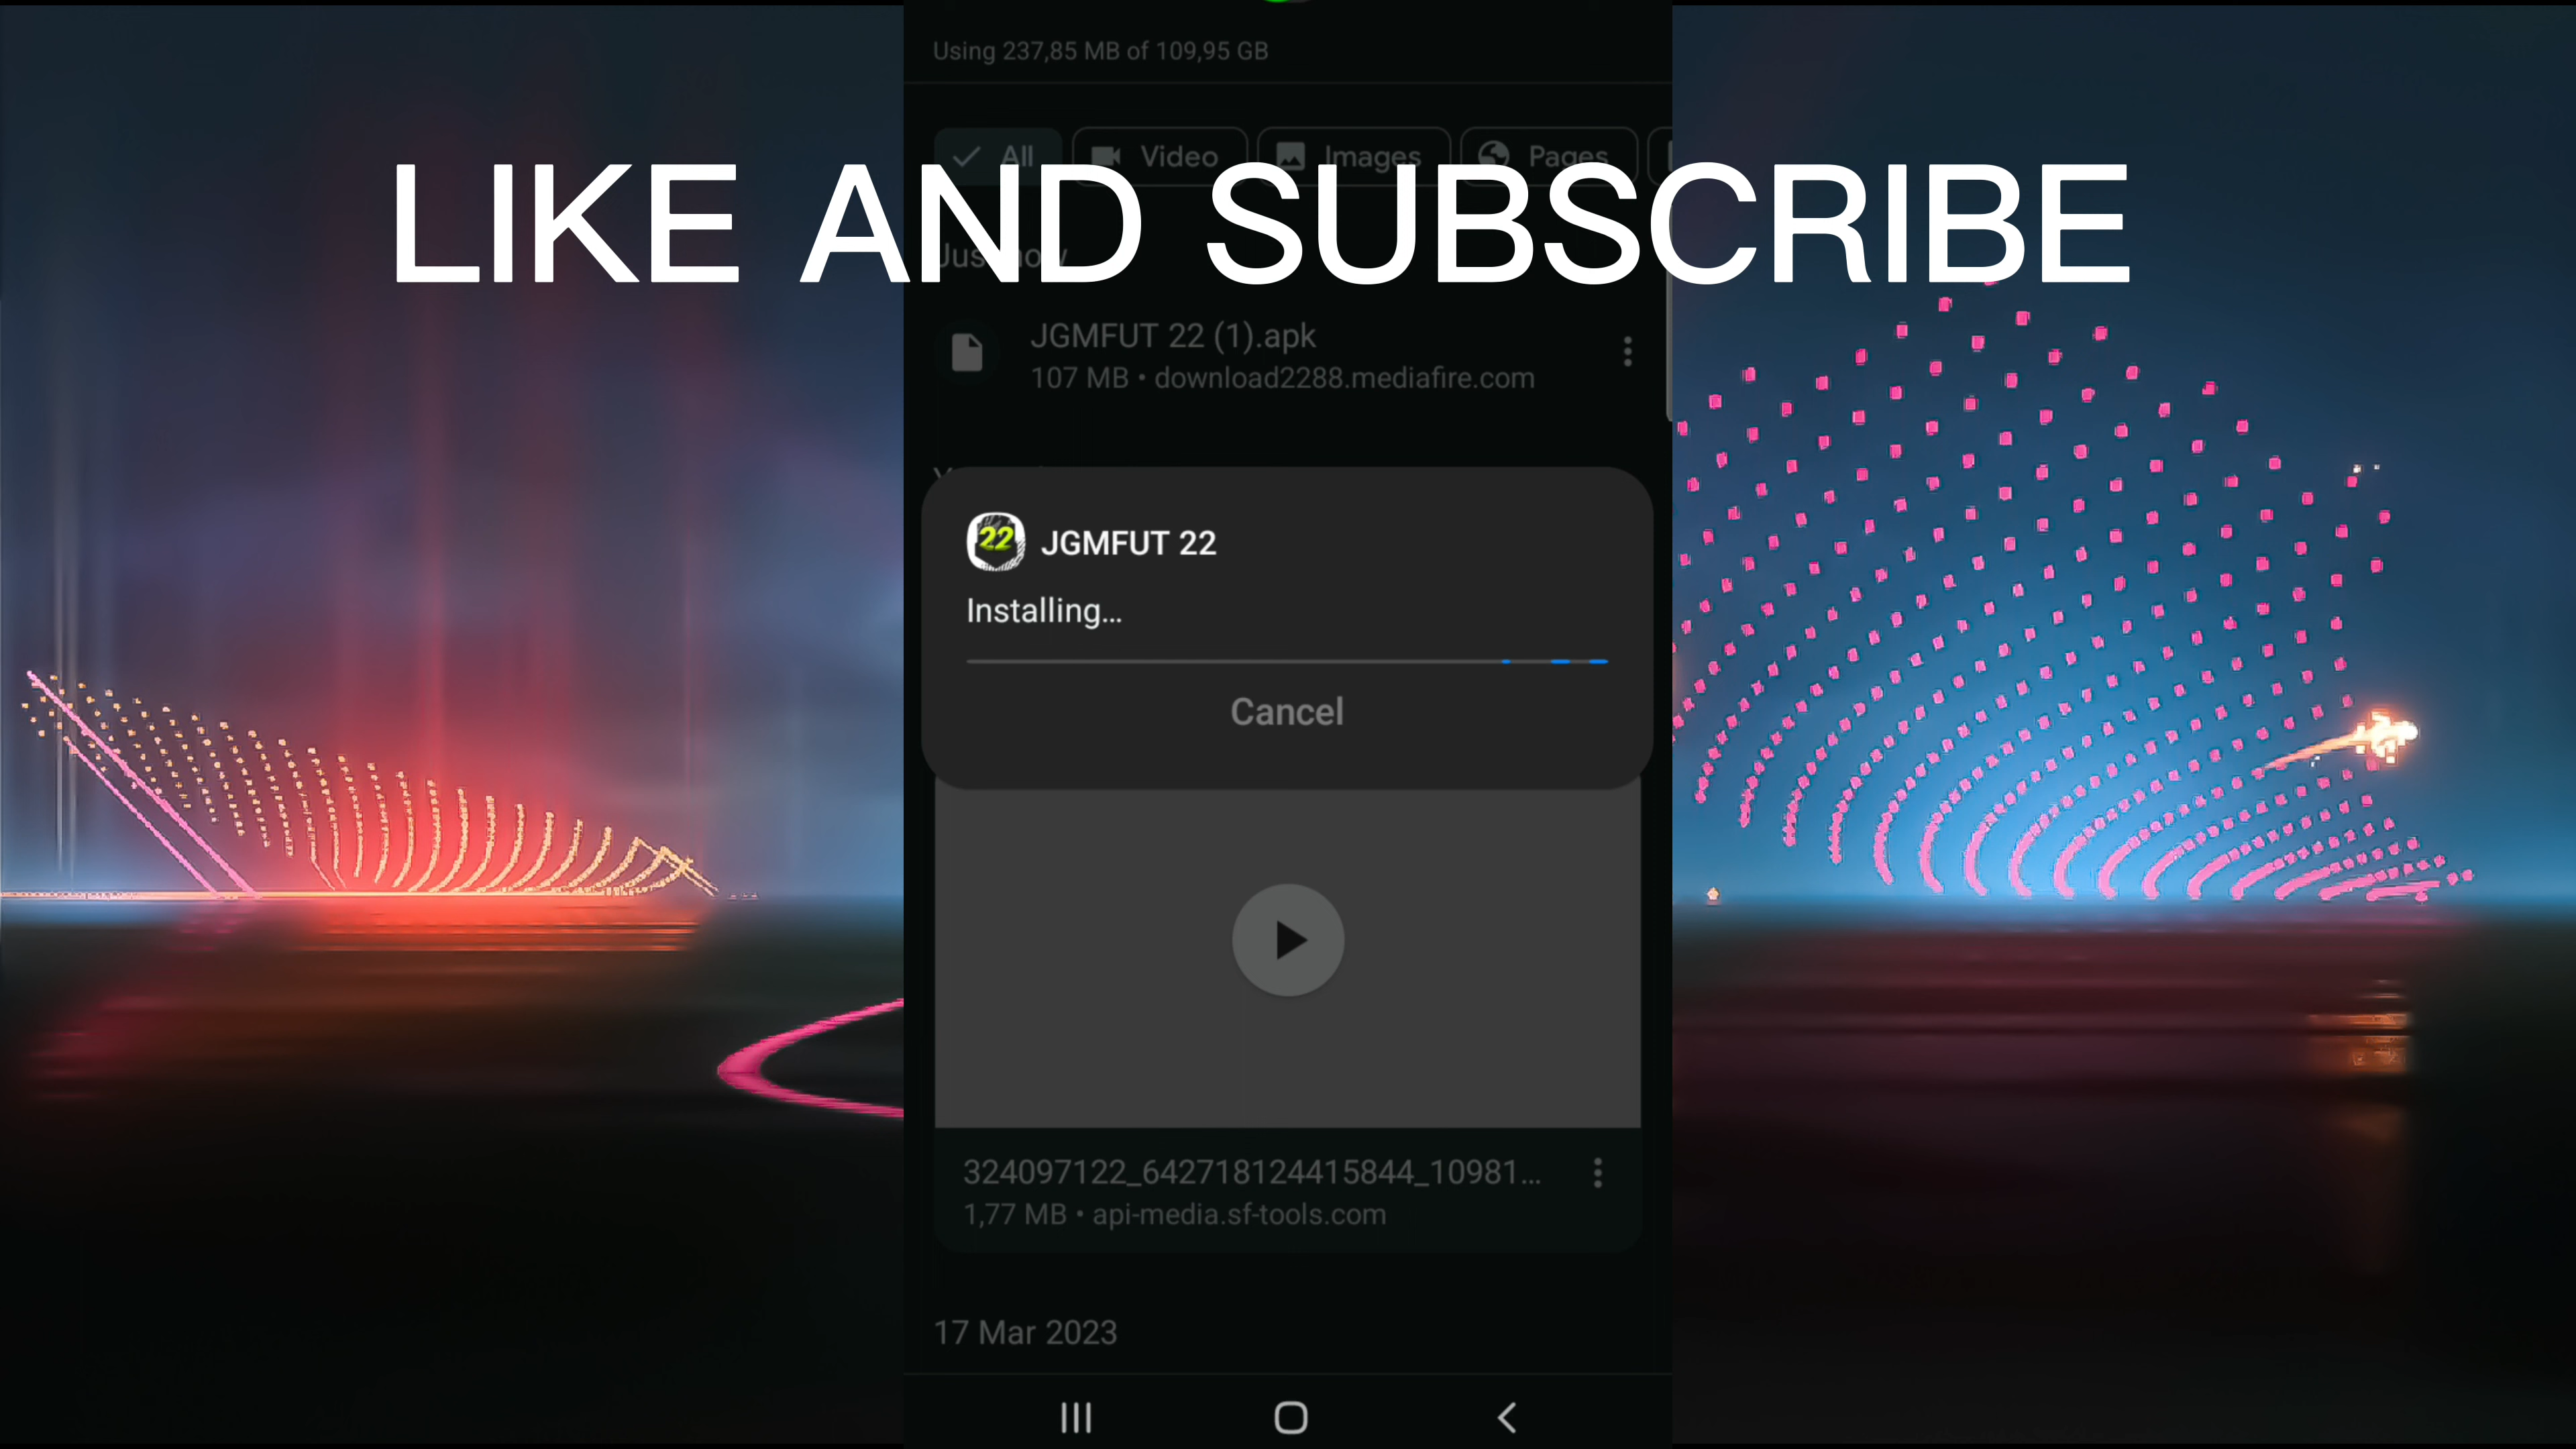 Using 237,85 MB of 109,95 GB
All Video Images Pages
LIKE AND SUBSCRIBE
Just now
JGMFUT 22 (1).apk
107 MB • download2288.mediafire.com
22 JGMFUT 22
Installing...
Cancel
324097122_642718124415844_10981...
1,77 MB • api-media.sf-tools.com
17 Mar 2023